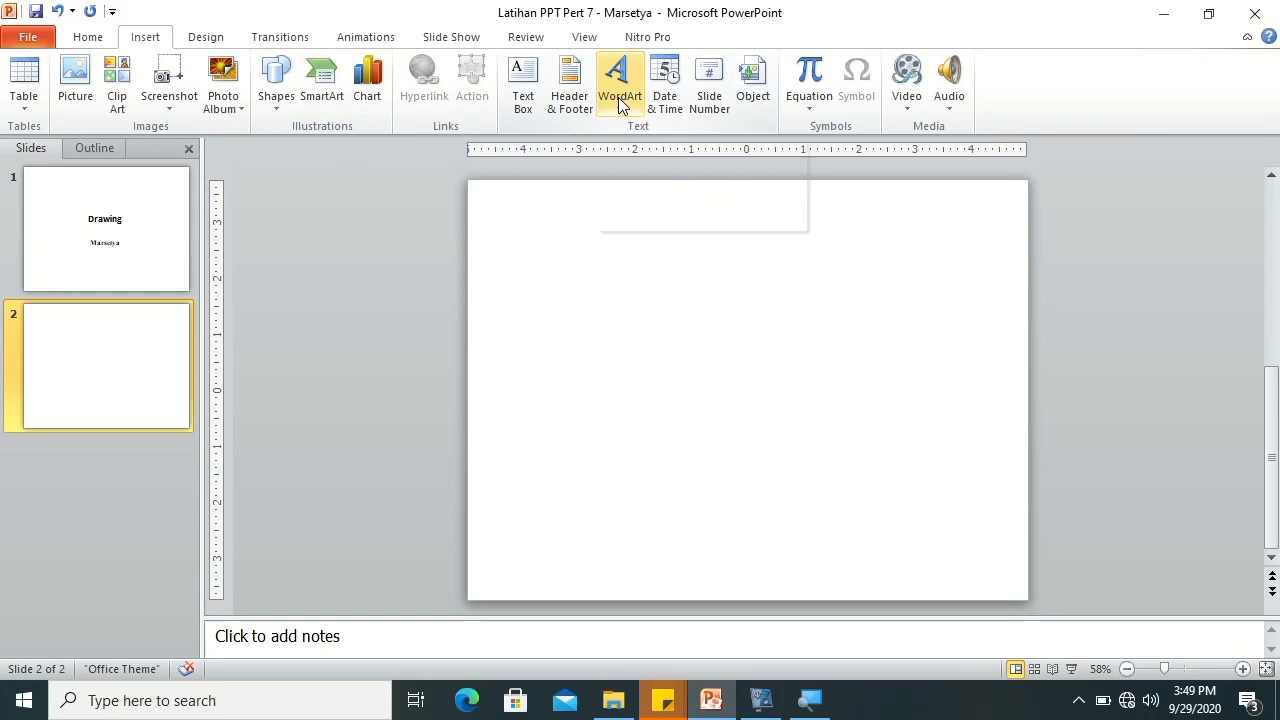 Latihan PPT Pert 7 - Marsetya - Microsoft PowerPoint
File Home Insert Design Transitions Animations Slide Show Review View Nitro Pro
Table Picture Clip Art Screenshot Photo Album Shapes SmartArt Chart Hyperlink Action Text Box Header & Footer WordArt Date & Time Slide Number Object Equation Symbol Video Audio
Tables Images Illustrations Links Text Symbols Media
Slides Outline
1
Drawing
Marsetya
2
Click to add notes
Slide 2 of 2 "Office Theme" 58%
Type here to search
3:49 PM
9/29/2020
3